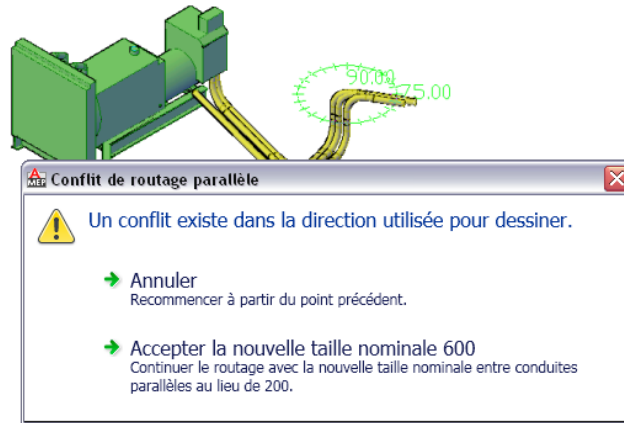 90.00
175.00
AMEP Conflit de routage parallèle
Un conflit existe dans la direction utilisée pour dessiner.
Annuler
Recommencer à partir du point précédent.
Accepter la nouvelle taille nominale 600
Continuer le routage avec la nouvelle taille nominale entre conduites
parallèles au lieu de 200.